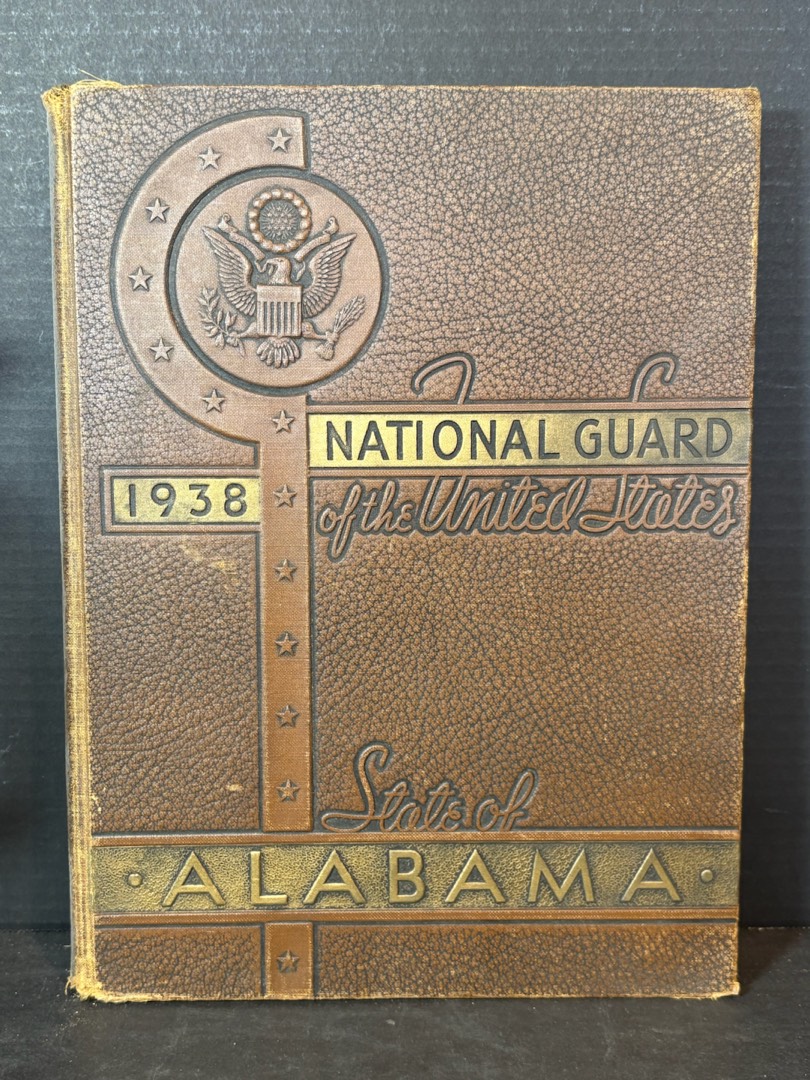 NATIONAL GUARD
1938
of the United States
State of
·ALABAMA·